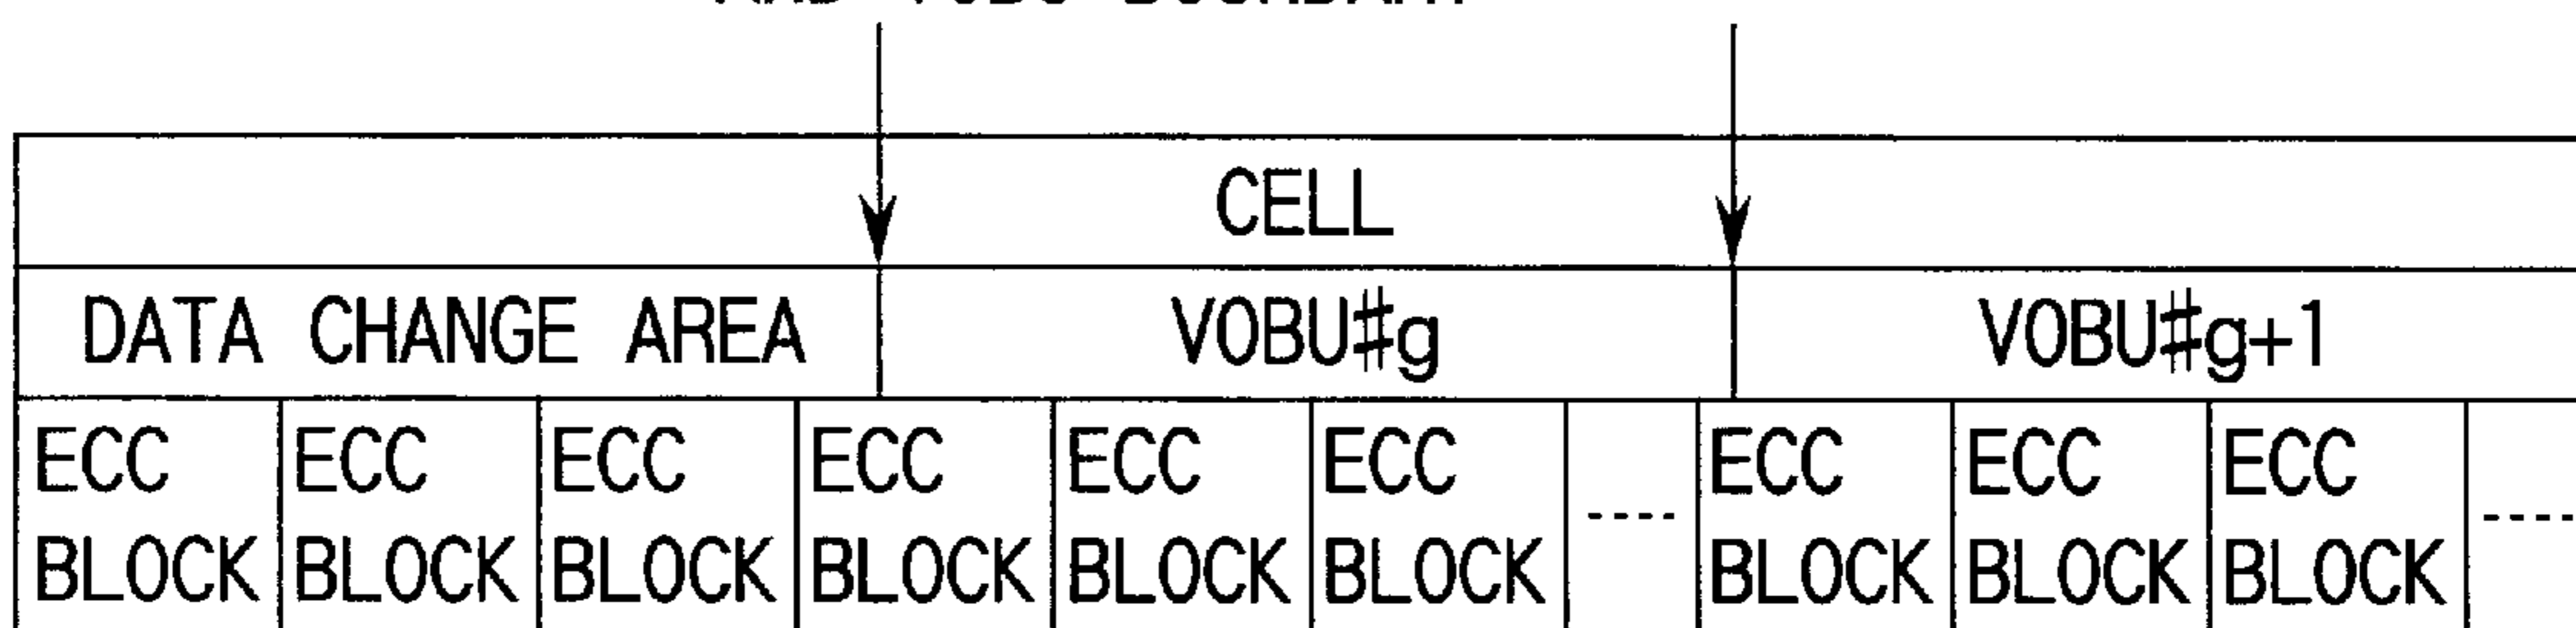 CELL
DATA CHANGE AREA VOBU#g VOBU#g+1
ECC ECC ECC ECC ECC ECC ECC ECC ECC
BLOCK BLOCK BLOCK BLOCK BLOCK BLOCK ---- BLOCK BLOCK BLOCK ----